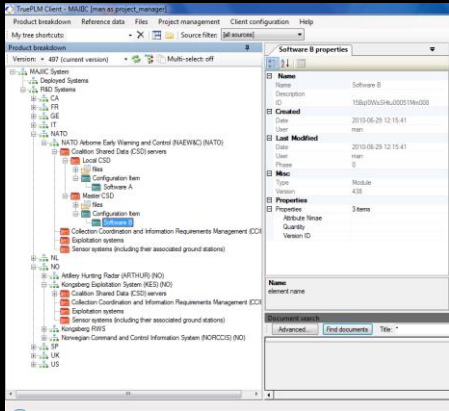 TruePLM Client - MAJIIC [man as project_manager]
Product breakdown Reference data Files Project management Client configuration Help
My tree shortcuts: Source filter: [all sources]
Product breakdown
Version: 497 (current version) Multi-select: off
MAJIIC System
Deployed Systems
R&D Systems
CA
FR
GE
IT
NATO
NATO Airborne Early Warning and Control (NAEW&C) (NATO)
Coalition Shared Data (CSD) servers
Local CSD
files
Configuration Item
Software A
Master CSD
files
Configuration Item
Software B
Collection Coordination and Information Requirements Management (CCI
Exploitation systems
Sensor systems (including their associated ground stations)
NL
NO
Artillery Hunting Radar (ARTHUR) (NO)
Kongsberg Exploitation System (KES) (NO)
Coalition Shared Data (CSD) servers
Collection Coordination and Information Requirements Management (CCI
Exploitation systems
Sensor systems (including their associated ground stations)
Kongsberg RWS
Norwegian Command and Control Information System (NORCCIS) (NO)
SP
UK
US
Software B properties
Name
Name Software B
Description
ID
Created
Date 2010-06-29 12:15:41
User man
Last Modified
Date 2010-06-29 12:15:41
User man
Phase 0
Misc
Type Module
Version 438
Properties
Properties 3 items
Attribute Nmae
Quantity
Version ID
Name
element name
Document search
Advanced... Find documents Title: *